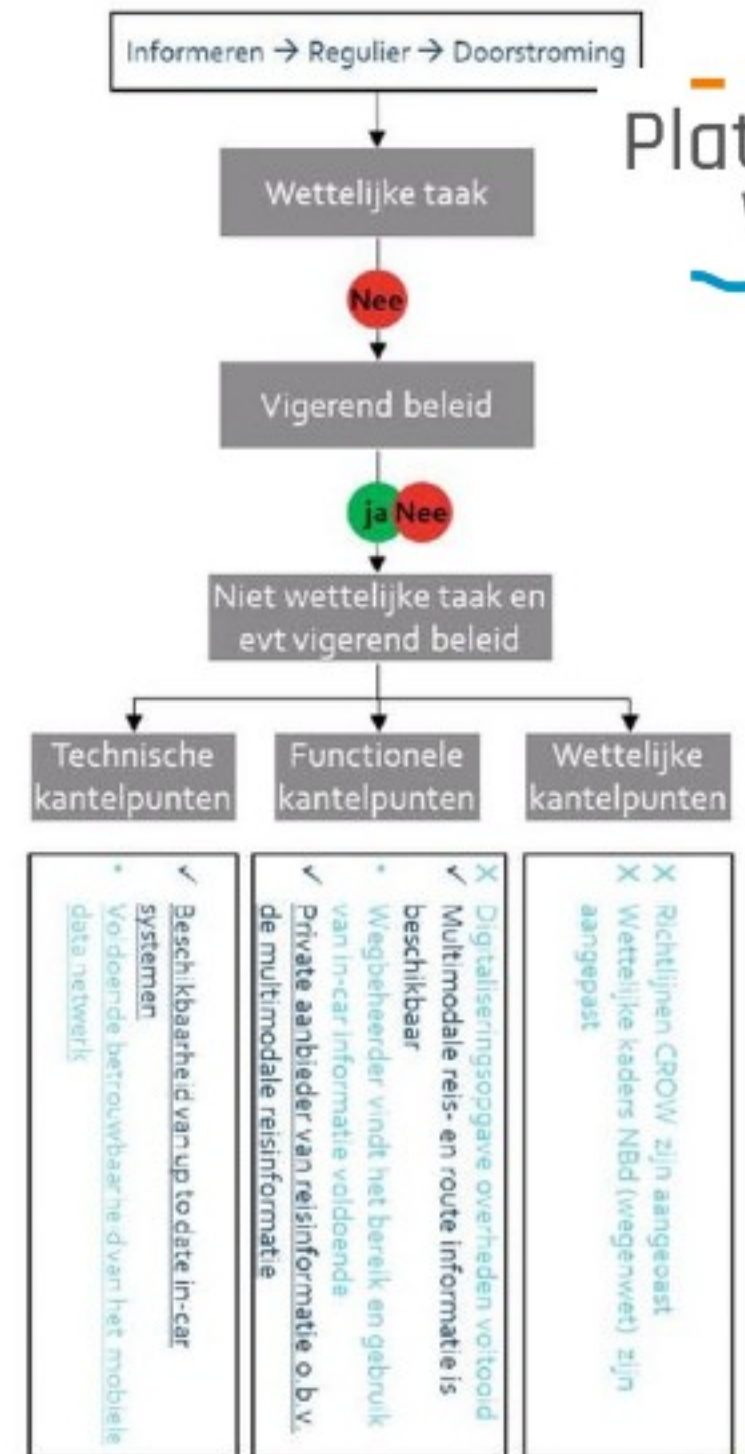 Informeren → Regulier → Doorstroming
Plat
Wettelijke taak
Nee
Vigerend beleid
ja Nee
Niet wettelijke taak en
evt vigerend beleid
Technische
kantelpunten
Functionele
kantelpunten
Wettelijke
kantelpunten
✓ Beschikbaarheid van up to date in-car
systemen
• Voldoende betrouwbaarheid van het mobiele
data netwerk
X Digitaliseringsopgave overheden voltooid
✓ Multimodale reis- en route informatie is
beschikbaar
• Wegbeheerder vindt het bereik en gebruik
van in-car informatie voldoende
✓ Private aanbieder van reisinformatie o.b.v.
de multimodale reisinformatie
X Richtlijnen CROW zijn aangepast
X Wettelijke kaders NBd (wegenwet) zijn
aangepast